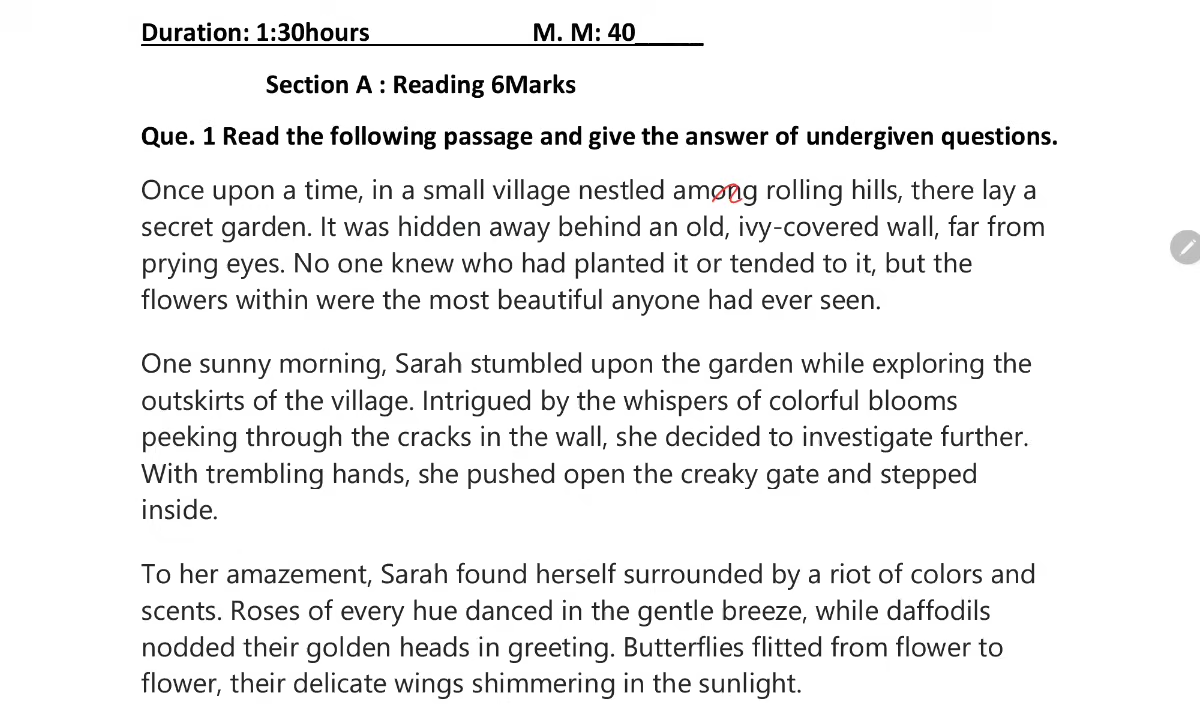 Duration: 1:30hours M. M: 40_____
Section A : Reading 6Marks
Que. 1 Read the following passage and give the answer of undergiven questions.
Once upon a time, in a small village nestled among rolling hills, there lay a
secret garden. It was hidden away behind an old, ivy-covered wall, far from
prying eyes. No one knew who had planted it or tended to it, but the
flowers within were the most beautiful anyone had ever seen.
One sunny morning, Sarah stumbled upon the garden while exploring the
outskirts of the village. Intrigued by the whispers of colorful blooms
peeking through the cracks in the wall, she decided to investigate further.
With trembling hands, she pushed open the creaky gate and stepped
inside.
To her amazement, Sarah found herself surrounded by a riot of colors and
scents. Roses of every hue danced in the gentle breeze, while daffodils
nodded their golden heads in greeting. Butterflies flitted from flower to
flower, their delicate wings shimmering in the sunlight.